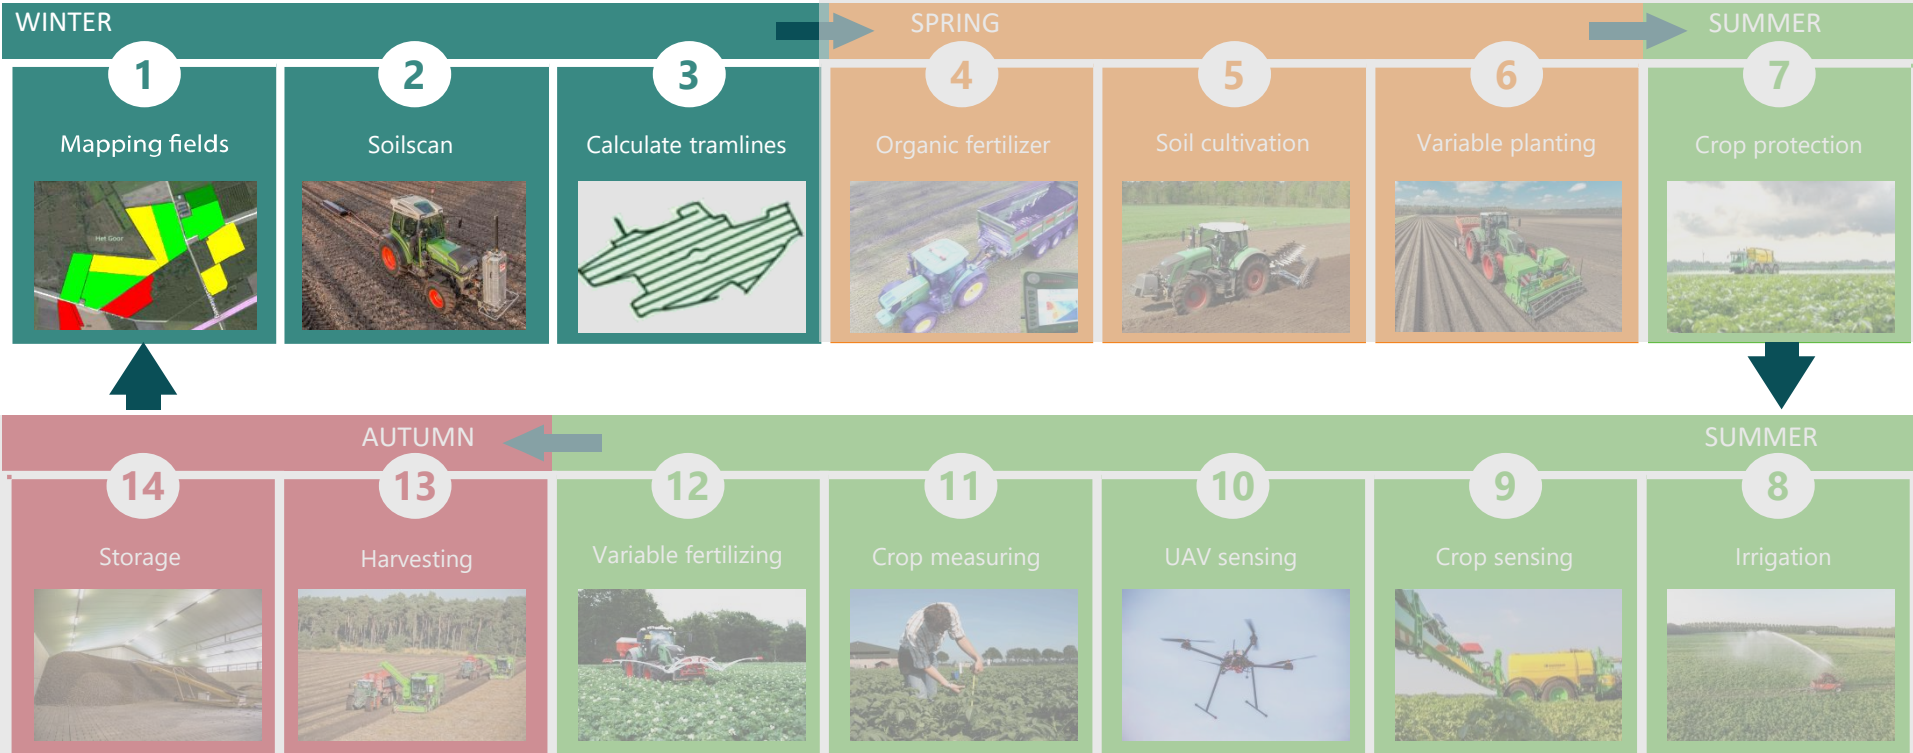 WINTER
SPRING
SUMMER
1
2
3
4
5
6
7
Mapping fields
Soilscan
Calculate tramlines
Organic fertilizer
Soil cultivation
Variable planting
Crop protection
Het Goor
AUTUMN
SUMMER
14
13
12
11
10
9
8
Storage
Harvesting
Variable fertilizing
Crop measuring
UAV sensing
Crop sensing
Irrigation